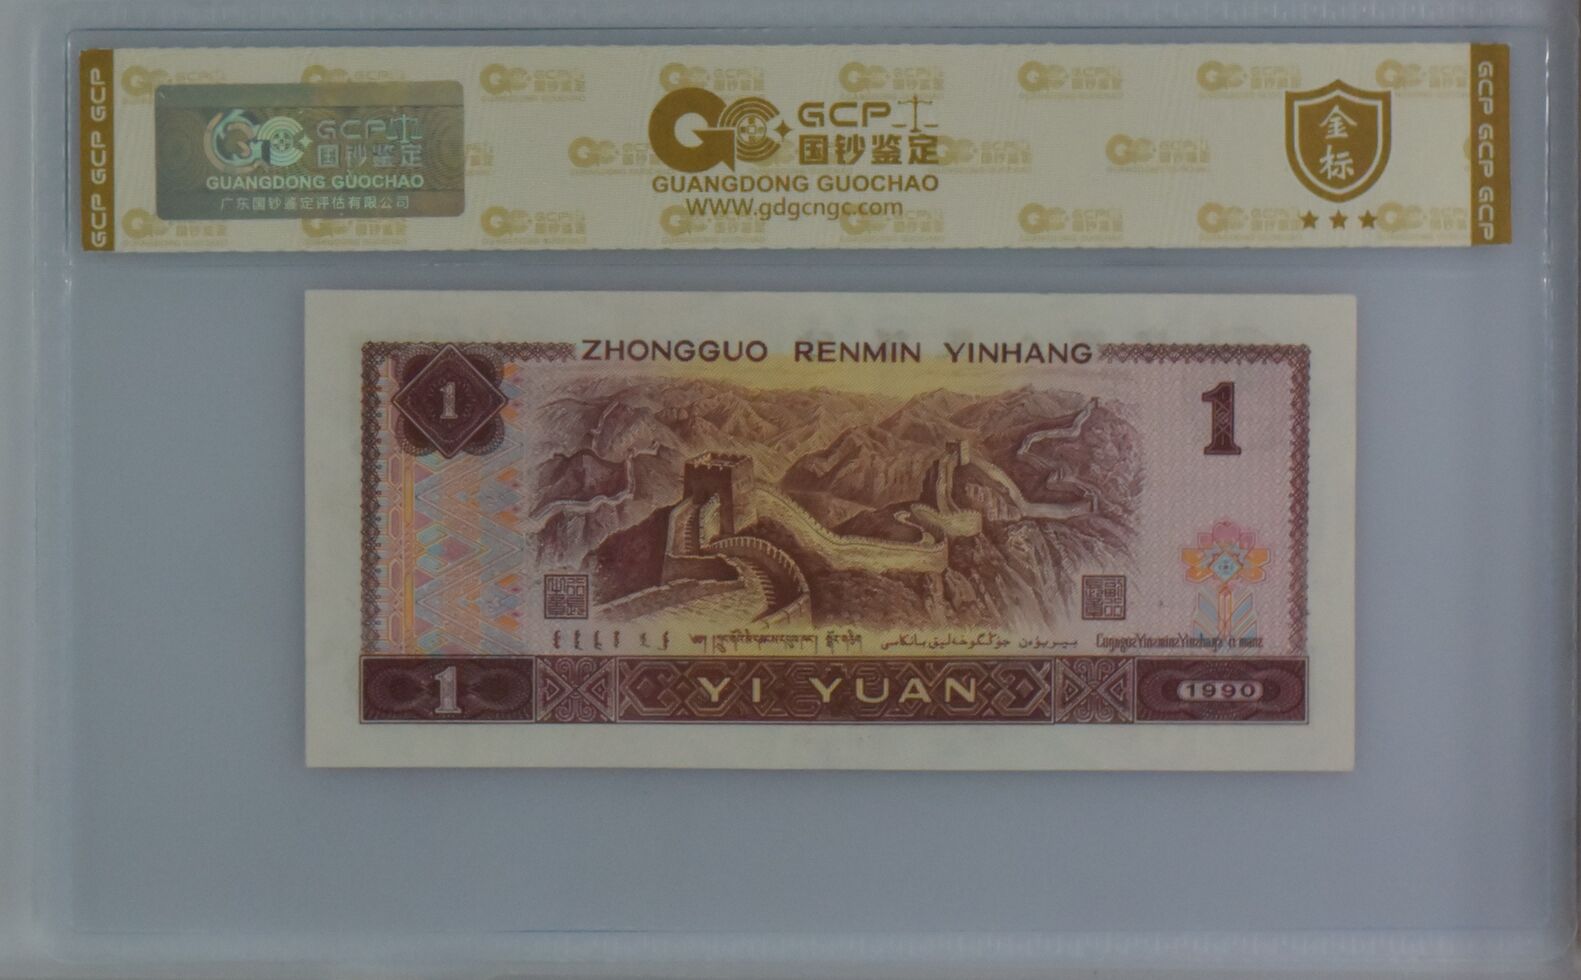 GCP GCP GCP
GCP
国钞鉴定
GUANGDONG GUOCHAO
广东国钞鉴定评估有限公司
GCP
国钞鉴定
GUANGDONG GUOCHAO
www.gdgcngc.com
金标
GCP GCP GCP
ZHONGGUO RENMIN YINHANG
1
1
1
YI YUAN
1990